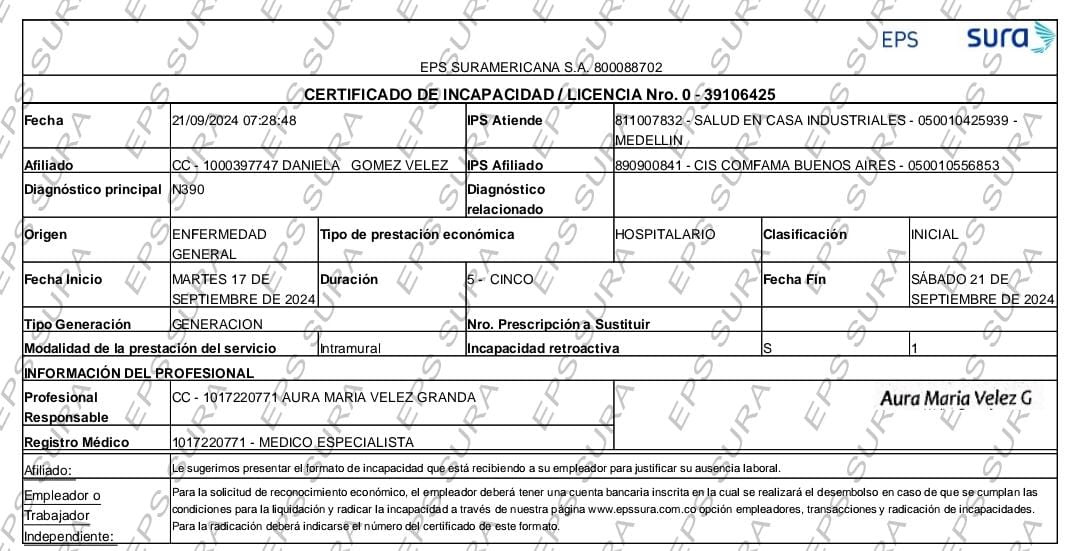 EPS sura
EPS SURAMERICANA S.A. 800088702
CERTIFICADO DE INCAPACIDAD / LICENCIA Nro. 0 - 39106425
Fecha 21/09/2024 07:28:48 IPS Atiende 811007832 - SALUD EN CASA INDUSTRIALES - 050010425939 -
MEDELLIN
Afiliado CC - 1000397747 DANIELA GOMEZ VELEZ IPS Afiliado 890900841 - CIS COMFAMA BUENOS AIRES - 050010556853
Diagnóstico principal N390 Diagnóstico
relacionado
Origen ENFERMEDAD Tipo de prestación económica HOSPITALARIO Clasificación INICIAL
GENERAL
Fecha Inicio MARTES 17 DE Duración 5 - CINCO Fecha Fin SÁBADO 21 DE
SEPTIEMBRE DE 2024 SEPTIEMBRE DE 2024
Tipo Generación GENERACION Nro. Prescripción a Sustituir
Modalidad de la prestación del servicio Intramural Incapacidad retroactiva S 1
INFORMACIÓN DEL PROFESIONAL
Profesional CC - 1017220771 AURA MARIA VELEZ GRANDA Aura Maria Velez G
Responsable
Registro Médico 1017220771 - MEDICO ESPECIALISTA
Afiliado: Le sugerimos presentar el formato de incapacidad que está recibiendo a su empleador para justificar su ausencia laboral.
Empleador o Para la solicitud de reconocimiento económico, el empleador deberá tener una cuenta bancaria inscrita en la cual se realizará el desembolso en caso de que se cumplan las
Trabajador condiciones para la liquidación y radicar la incapacidad a través de nuestra página www.epssura.com.co opción empleadores, transacciones y radicación de incapacidades.
Independiente: Para la radicación deberá indicarse el número del certificado de este formato.